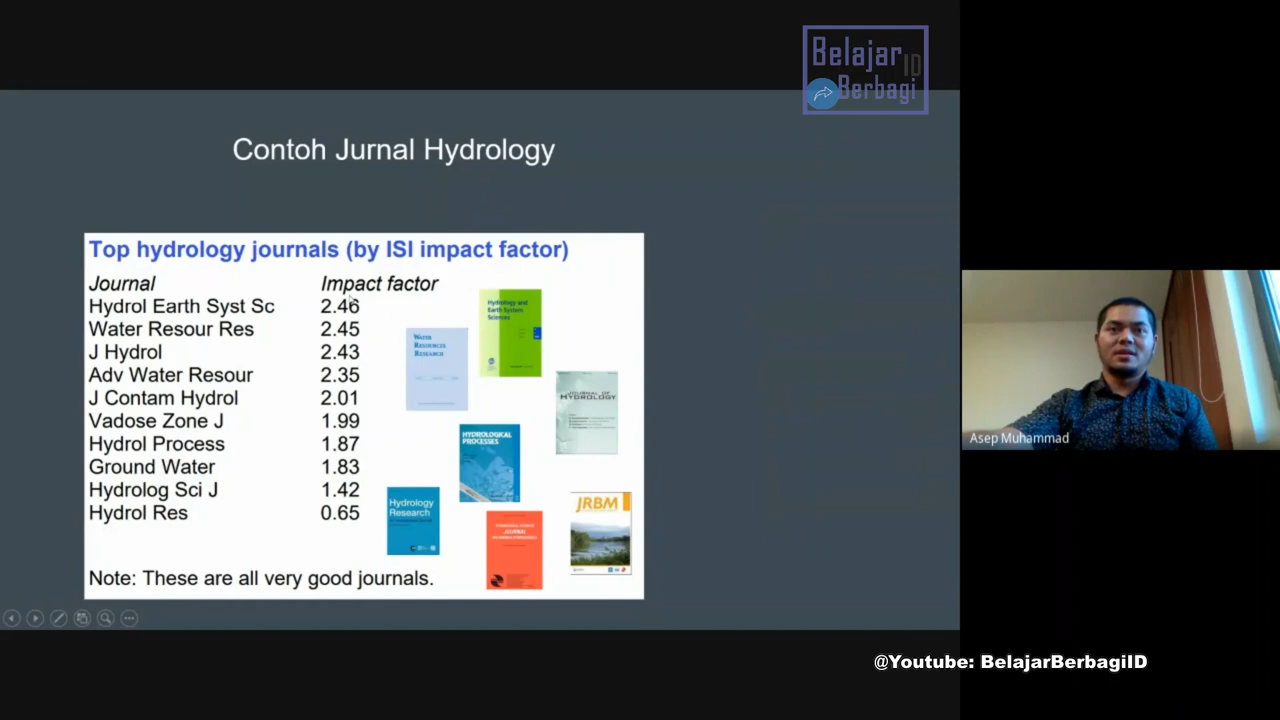 Belajar
ID
Berbagi
Contoh Jurnal Hydrology
Top hydrology journals (by ISI impact factor)
Journal Impact factor
Hydrol Earth Syst Sc 2.46
Water Resour Res 2.45
J Hydrol 2.43
Adv Water Resour 2.35
J Contam Hydrol 2.01
Vadose Zone J 1.99
Hydrol Process 1.87
Ground Water 1.83
Hydrolog Sci J 1.42
Hydrol Res 0.65
Note: These are all very good journals.
Hydrology and
Earth System
Sciences
WATER
RESOURCES
RESEARCH
JOURNAL OF
HYDROLOGY
HYDROLOGICAL
PROCESSES
Hydrology
Research
JOURNAL
JRBM
Asep Muhammad
@Youtube: BelajarBerbagiID